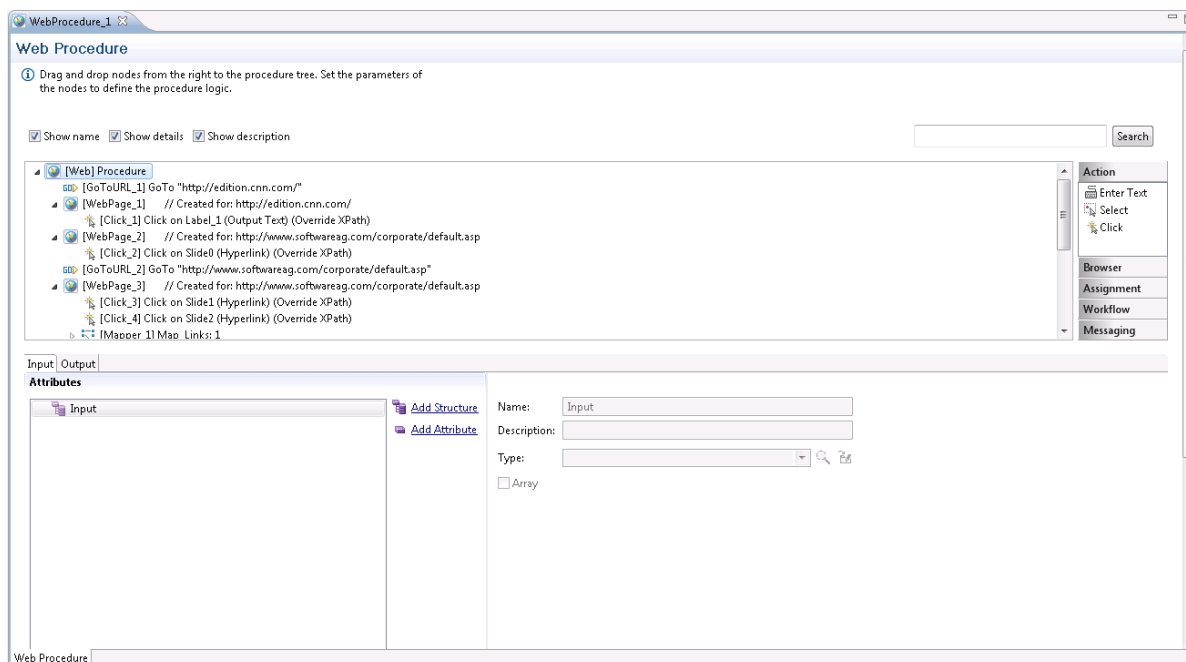 WebProcedure_1
Web Procedure
Drag and drop nodes from the right to the procedure tree. Set the parameters of
the nodes to define the procedure logic.
Show name Show details Show description
Search
[Web] Procedure
[GoToURL_1] GoTo "http://edition.cnn.com/"
[WebPage_1] // Created for: http://edition.cnn.com/
[Click_1] Click on Label_1 (Output Text) (Override XPath)
[WebPage_2] // Created for: http://www.softwareag.com/corporate/default.asp
[Click_2] Click on Slide0 (Hyperlink) (Override XPath)
[GoToURL_2] GoTo "http://www.softwareag.com/corporate/default.asp"
[WebPage_3] // Created for: http://www.softwareag.com/corporate/default.asp
[Click_3] Click on Slide1 (Hyperlink) (Override XPath)
[Click_4] Click on Slide2 (Hyperlink) (Override XPath)
[Mapper_1] Map Links: 1
Action
Enter Text
Select
Click
Browser
Assignment
Workflow
Messaging
Input Output
Attributes
Input
Add Structure
Add Attribute
Name: Input
Description:
Type:
Array
Web Procedure